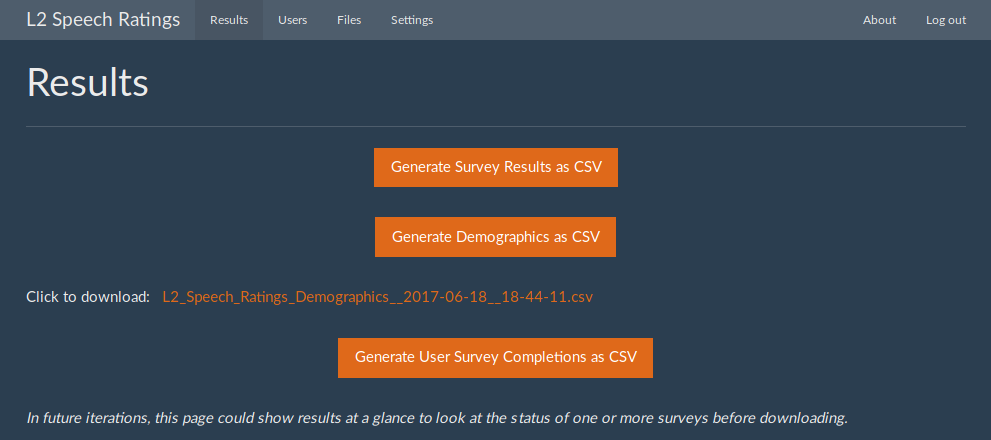 L2 Speech Ratings Results Users Files Settings About Log out
Results
Generate Survey Results as CSV
Generate Demographics as CSV
Click to download: L2_Speech_Ratings_Demographics__2017-06-18__18-44-11.csv
Generate User Survey Completions as CSV
In future iterations, this page could show results at a glance to look at the status of one or more surveys before downloading.